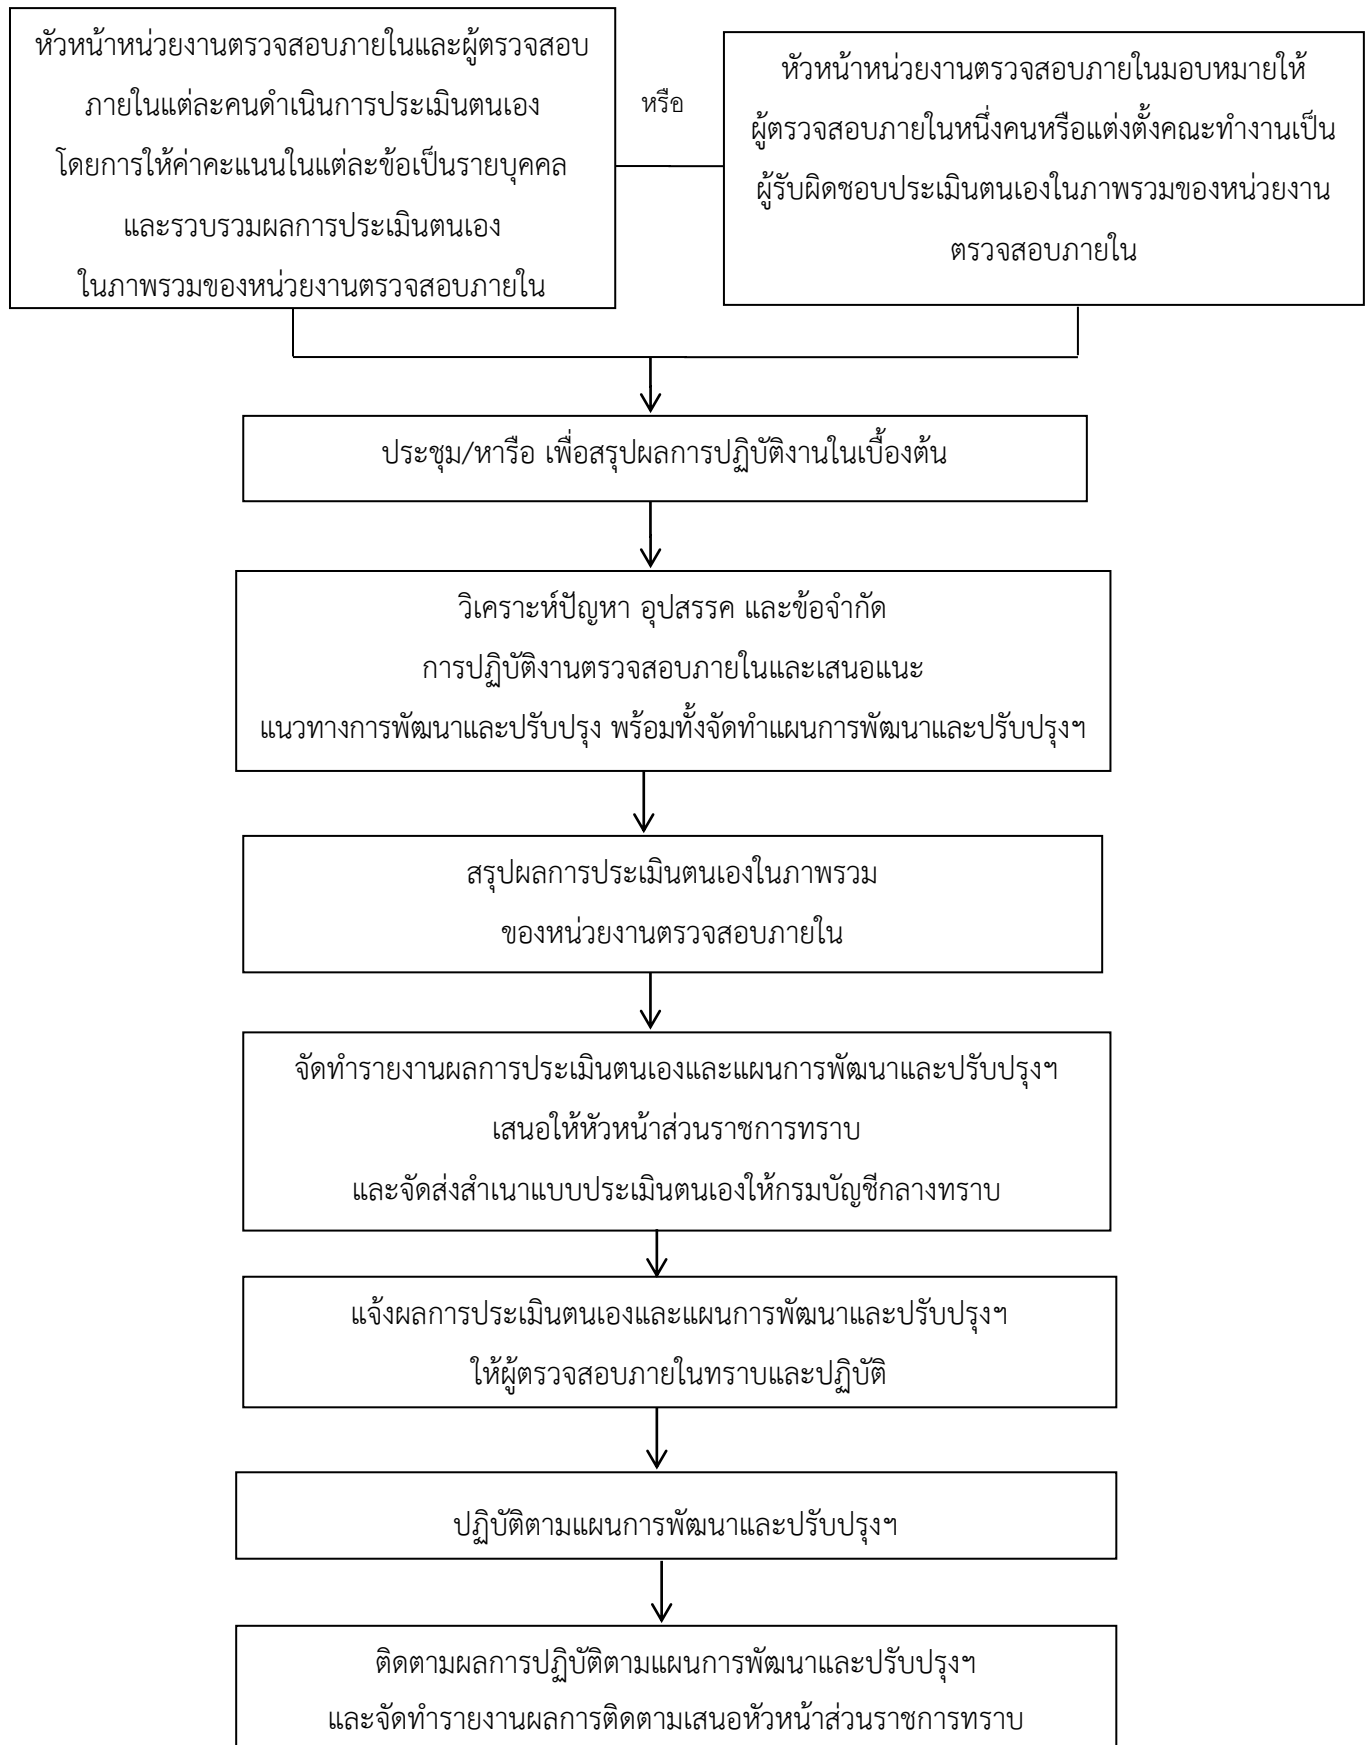 หัวหน้าหน่วยงานตรวจสอบภายในและผู้ตรวจสอบ
ภายในแต่ละคนดำเนินการประเมินตนเอง
โดยการให้ค่าคะแนนในแต่ละข้อเป็นรายบุคคล
และรวบรวมผลการประเมินตนเอง
ในภาพรวมของหน่วยงานตรวจสอบภายใน
หรือ
หัวหน้าหน่วยงานตรวจสอบภายในมอบหมายให้
ผู้ตรวจสอบภายในหนึ่งคนหรือแต่งตั้งคณะทำงานเป็น
ผู้รับผิดชอบประเมินตนเองในภาพรวมของหน่วยงาน
ตรวจสอบภายใน
ประชุม/หารือ เพื่อสรุปผลการปฏิบัติงานในเบื้องต้น
วิเคราะห์ปัญหา อุปสรรค และข้อจำกัด
การปฏิบัติงานตรวจสอบภายในและเสนอแนะ
แนวทางการพัฒนาและปรับปรุง พร้อมทั้งจัดทำแผนการพัฒนาและปรับปรุงฯ
สรุปผลการประเมินตนเองในภาพรวม
ของหน่วยงานตรวจสอบภายใน
จัดทำรายงานผลการประเมินตนเองและแผนการพัฒนาและปรับปรุงฯ
เสนอให้หัวหน้าส่วนราชการทราบ
และจัดส่งสำเนาแบบประเมินตนเองให้กรมบัญชีกลางทราบ
แจ้งผลการประเมินตนเองและแผนการพัฒนาและปรับปรุงฯ
ให้ผู้ตรวจสอบภายในทราบและปฏิบัติ
ปฏิบัติตามแผนการพัฒนาและปรับปรุงฯ
ติดตามผลการปฏิบัติตามแผนการพัฒนาและปรับปรุงฯ
และจัดทำรายงานผลการติดตามเสนอหัวหน้าส่วนราชการทราบ